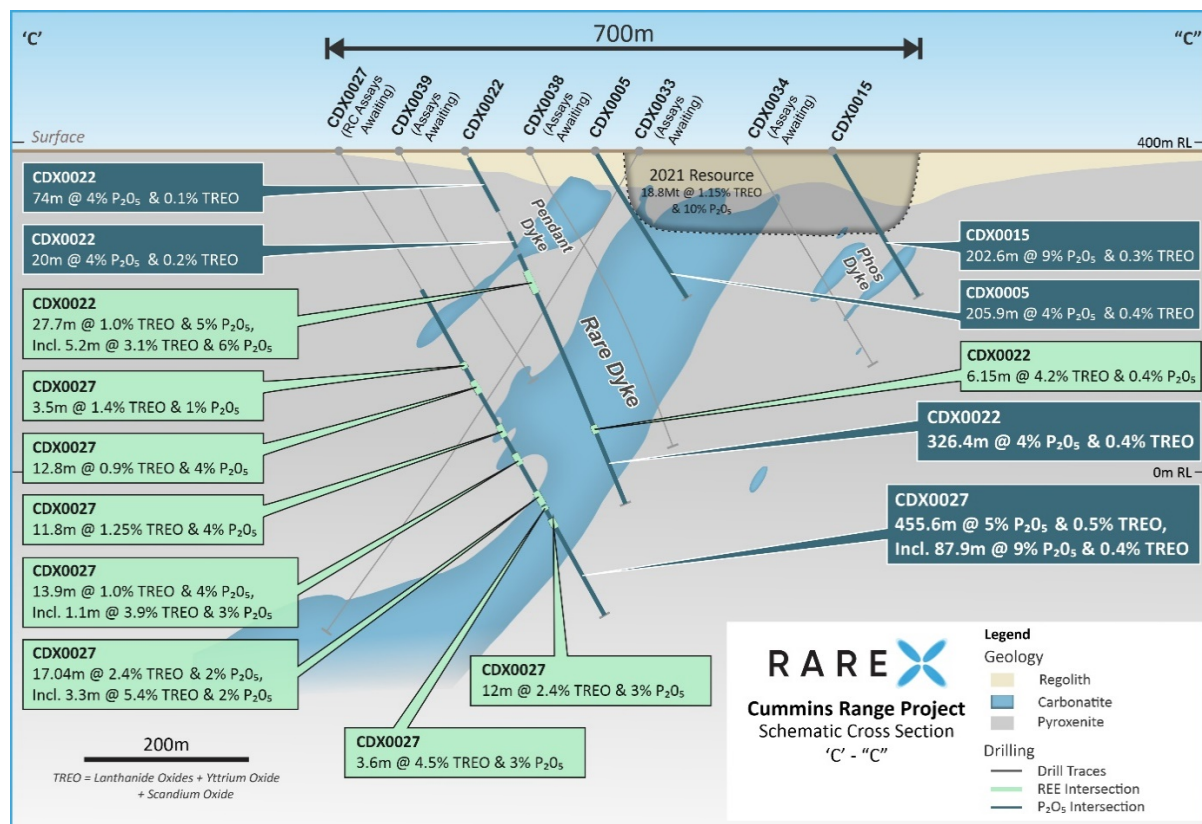 ‘C’
700m
“C”
CDX0027
(RC Assays
Awaiting)
CDX0039
(Assays
Awaiting)
CDX0022
CDX0038
(Assays
Awaiting)
CDX0005
CDX0033
(Assays
Awaiting)
CDX0034
(Assays
Awaiting)
CDX0015
Surface
400m RL
CDX0022
74m @ 4% P₂O₅ & 0.1% TREO
CDX0022
20m @ 4% P₂O₅ & 0.2% TREO
CDX0022
27.7m @ 1.0% TREO & 5% P₂O₅,
Incl. 5.2m @ 3.1% TREO & 6% P₂O₅
CDX0027
3.5m @ 1.4% TREO & 1% P₂O₅
CDX0027
12.8m @ 0.9% TREO & 4% P₂O₅
CDX0027
11.8m @ 1.25% TREO & 4% P₂O₅
CDX0027
13.9m @ 1.0% TREO & 4% P₂O₅,
Incl. 1.1m @ 3.9% TREO & 3% P₂O₅
CDX0027
17.04m @ 2.4% TREO & 2% P₂O₅,
Incl. 3.3m @ 5.4% TREO & 2% P₂O₅
Pendant
Dyke
2021 Resource
18.8Mt @ 1.15% TREO
& 10% P₂O₅
Rare Dyke
Phos
Dyke
CDX0015
202.6m @ 9% P₂O₅ & 0.3% TREO
CDX0005
205.9m @ 4% P₂O₅ & 0.4% TREO
CDX0022
6.15m @ 4.2% TREO & 0.4% P₂O₅
CDX0022
326.4m @ 4% P₂O₅ & 0.4% TREO
0m RL
CDX0027
455.6m @ 5% P₂O₅ & 0.5% TREO,
Incl. 87.9m @ 9% P₂O₅ & 0.4% TREO
CDX0027
12m @ 2.4% TREO & 3% P₂O₅
CDX0027
3.6m @ 4.5% TREO & 3% P₂O₅
200m
TREO = Lanthanide Oxides + Yttrium Oxide
+ Scandium Oxide
RAREX
Cummins Range Project
Schematic Cross Section
‘C’ - “C”
Legend
Geology
Regolith
Carbonatite
Pyroxenite
Drilling
Drill Traces
REE Intersection
P₂O₅ Intersection